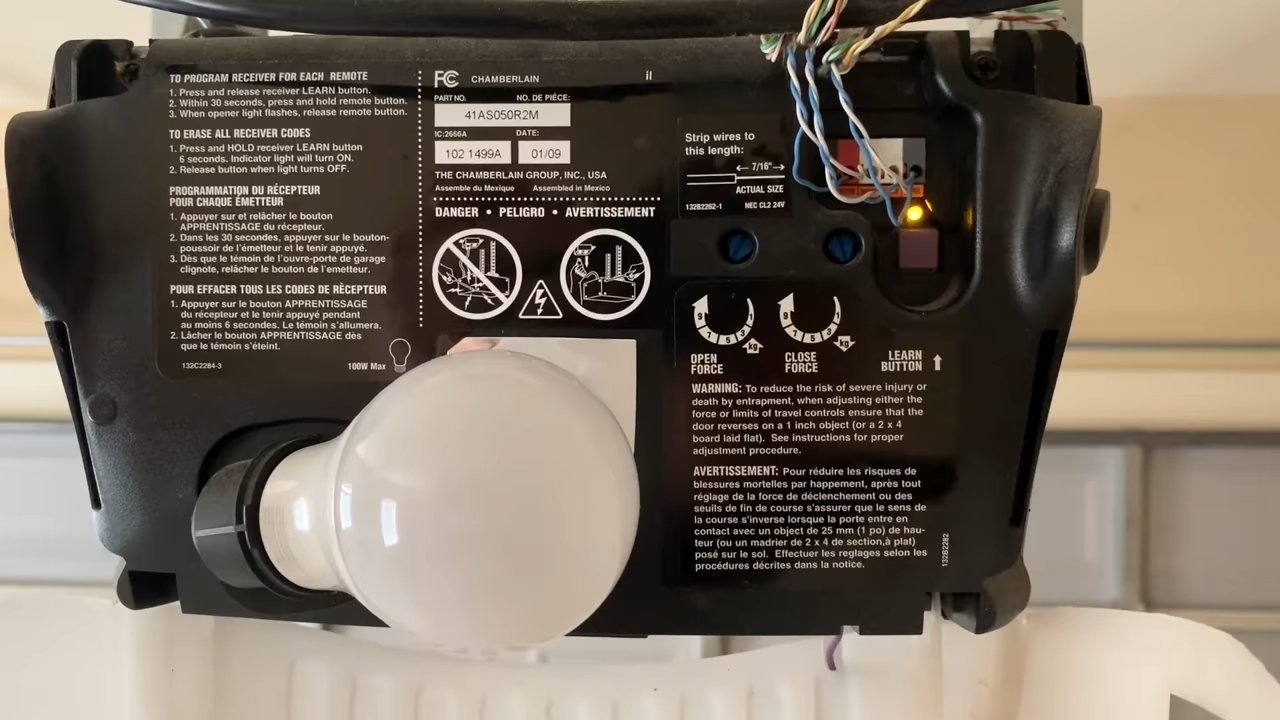 TO PROGRAM RECEIVER FOR EACH REMOTE
1. Press and release receiver LEARN button.
2. Within 30 seconds, press and hold remote button.
3. When opener light flashes, release remote button.
TO ERASE ALL RECEIVER CODES
1. Press and HOLD receiver LEARN button
6 seconds. Indicator light will turn ON.
2. Release button when light turns OFF.
PROGRAMMATION DU RÉCEPTEUR
POUR CHAQUE ÉMETTEUR
1. Appuyer sur et relâcher le bouton
APPRENTISSAGE du récepteur.
2. Dans les 30 secondes, appuyer sur le bouton-
poussoir de l'émetteur et le tenir appuyé.
3. Dès que le témoin de l'ouvre-porte de garage
clignote, relâcher le bouton de l'emetteur.
POUR EFFACER TOUS LES CODES DE RÈCEPTEUR
1. Appuyer sur le bouton APPRENTISSAGE
du récepteur et le tenir appuyé pendant
au moins 6 secondes. Le témoin s'allumera.
2. Lâcher le bouton APPRENTISSAGE dès
que le témoin s'éteint.
132C2284-3
100W Max
FC CHAMBERLAIN
PART NO. NO. DE PIÉCE:
41AS050R2M
IC:2666A DATE:
102 1499A 01/09
THE CHAMBERLAIN GROUP, INC., USA
Assemble du Mexique Assembled in Mexico
DANGER • PELIGRO • AVERTISSEMENT
Strip wires to
this length:
7/16"
ACTUAL SIZE
132B2262-1 NEC CL2 24V
9 7 5 3 1 kg
9 7 5 3 1 kg
OPEN
FORCE
CLOSE
FORCE
LEARN
BUTTON
WARNING: To reduce the risk of severe injury or
death by entrapment, when adjusting either the
force or limits of travel controls ensure that the
door reverses on a 1 inch object (or a 2 x 4
board laid flat). See instructions for proper
adjustment procedure.
AVERTISSEMENT: Pour réduire les risques de
blessures mortelles par happement, après tout
réglage de la force de déclenchement ou des
seuils de fin de course s'assurer que le sens de
la course s'inverse lorsque la porte entre en
contact avec un object de 25 mm (1 po) de hau-
teur (ou un madrier de 2 x 4 de section,à plat)
posé sur le sol. Effectuer les reglages selon les
procédures décrites dans la notice.
132B2282